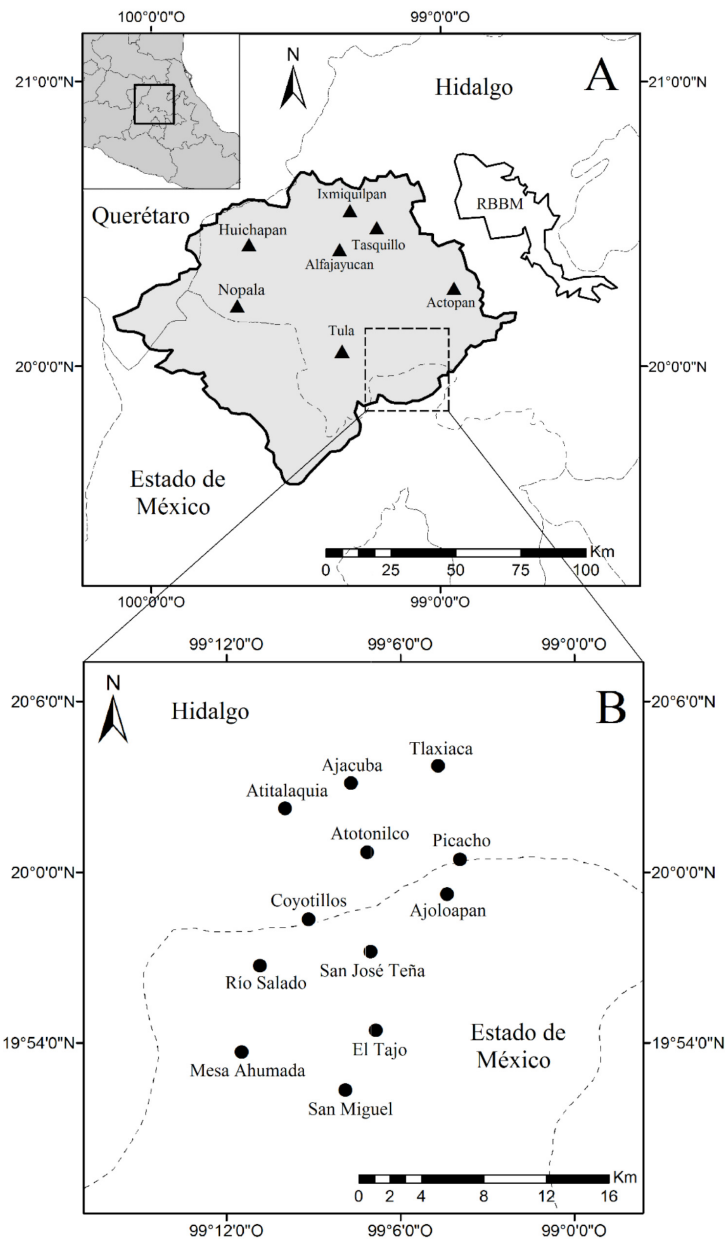 100°0'0"O
99°0'0"O
N
A
21°0'0"N
21°0'0"N
Hidalgo
Ixmiquilpan
RBBM
Querétaro
Huichapan
Tasquillo
Alfajayucan
Nopala
Actopan
Tula
20°0'0"N
20°0'0"N
Estado de
México
Km
0 25 50 75 100
100°0'0"O
99°0'0"O
99°12'0"O
99°6'0"O
99°0'0"O
N
B
20°6'0"N
20°6'0"N
Hidalgo
Tlaxiaca
Ajacuba
Atitalaquia
Atotonilco
Picacho
20°0'0"N
20°0'0"N
Coyotillos
Ajoloapan
San José Teña
Río Salado
Estado de
México
19°54'0"N
19°54'0"N
El Tajo
Mesa Ahumada
San Miguel
Km
0 2 4 8 12 16
99°12'0"O
99°6'0"O
99°0'0"O